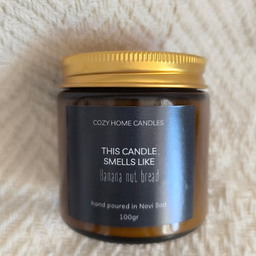 COZY HOME CANDLES
THIS CANDLE
SMELLS LIKE
Banana nut bread
hand poured in Novi Sad
100gr